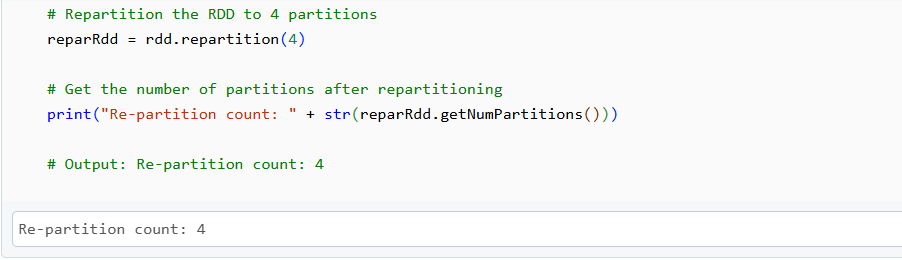 # Repartition the RDD to 4 partitions
reparRdd = rdd.repartition(4)
# Get the number of partitions after repartitioning
print("Re-partition count: " + str(reparRdd.getNumPartitions()))
# Output: Re-partition count: 4
Re-partition count: 4